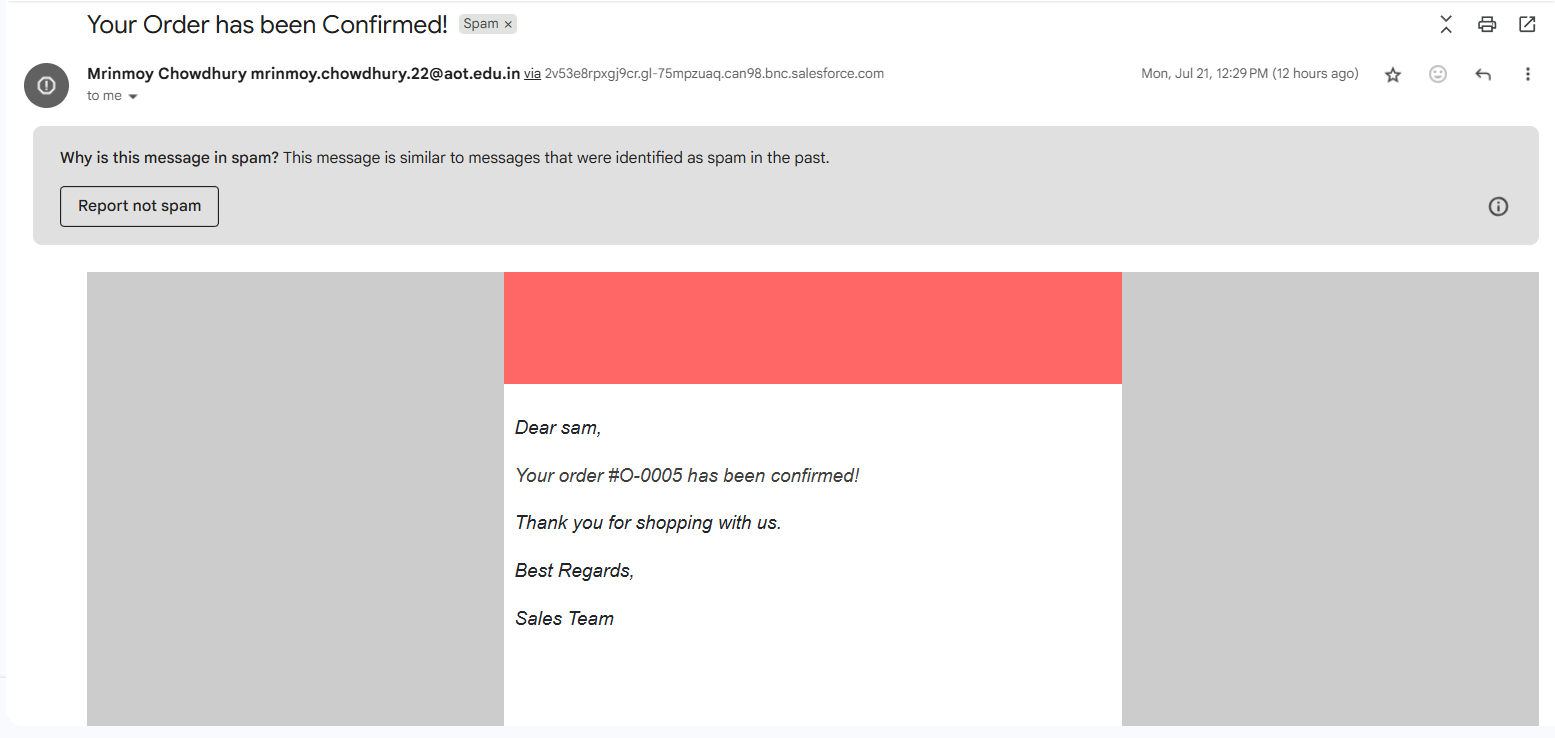 Your Order has been Confirmed! Spam ×
Mrinmoy Chowdhury mrinmoy.chowdhury.22@aot.edu.in via 2v53e8rpxgj9cr.gl-75mpzuaq.can98.bnc.salesforce.com Mon, Jul 21, 12:29 PM (12 hours ago)
to me
Why is this message in spam? This message is similar to messages that were identified as spam in the past.
Report not spam
Dear sam,
Your order #O-0005 has been confirmed!
Thank you for shopping with us.
Best Regards,
Sales Team